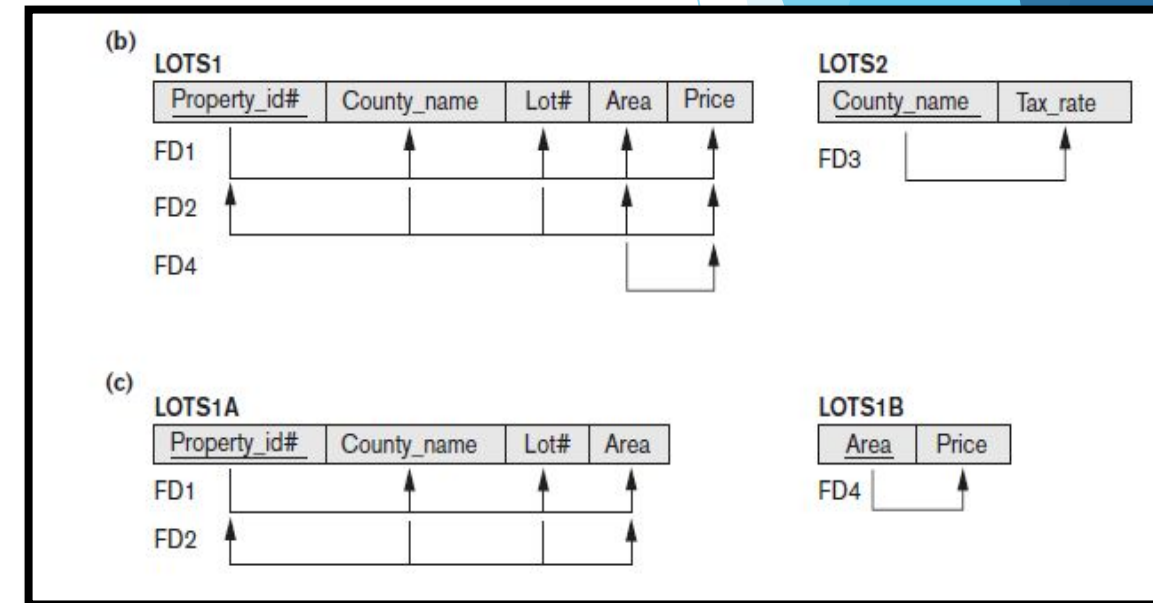 (b)
LOTS1
Property_id# County_name Lot# Area Price
FD1
FD2
FD4
LOTS2
County_name Tax_rate
FD3
(c)
LOTS1A
Property_id# County_name Lot# Area
FD1
FD2
LOTS1B
Area Price
FD4